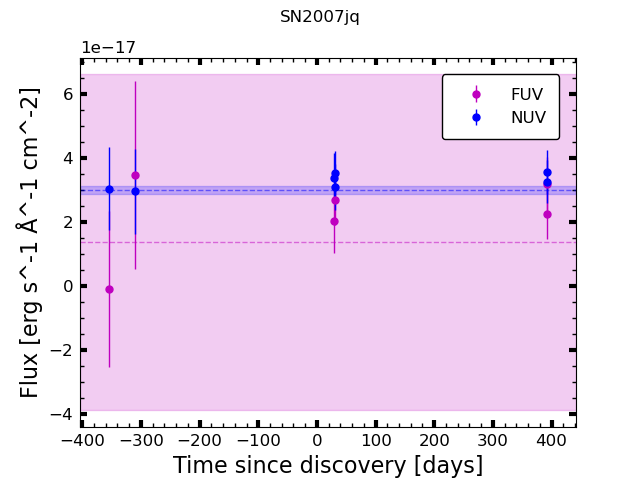 SN2007jq
1e−17
FUV
NUV
6
4
2
0
−2
−4
Flux [erg s^-1 Å^-1 cm^-2]
−400 −300 −200 −100 0 100 200 300 400
Time since discovery [days]